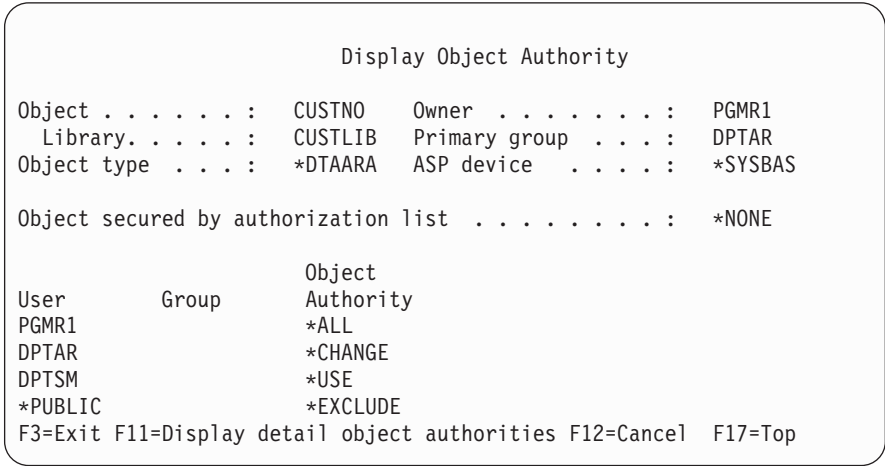 Display Object Authority
Object . . . . . . :   CUSTNO   Owner . . . . . . . :   PGMR1
Library. . . . . :   CUSTLIB   Primary group . . . :   DPTAR
Object type . . . :   *DTAARA   ASP device . . . . :   *SYSBAS
Object secured by authorization list . . . . . . . . :   *NONE
Object
User   Group   Authority
PGMR1   *ALL
DPTAR   *CHANGE
DPTSM   *USE
*PUBLIC   *EXCLUDE
F3=Exit F11=Display detail object authorities F12=Cancel F17=Top